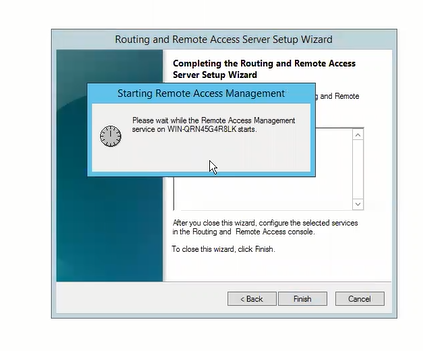 Routing and Remote Access Server Setup Wizard
Completing the Routing and Remote Access
Server Setup Wizard
Starting Remote Access Management
ng and Remote
Please wait while the Remote Access Management
service on WIN-QRN45G4R8LK starts.
After you close this wizard, configure the selected services
in the Routing and Remote Access console.
To close this wizard, click Finish.
< Back
Finish
Cancel